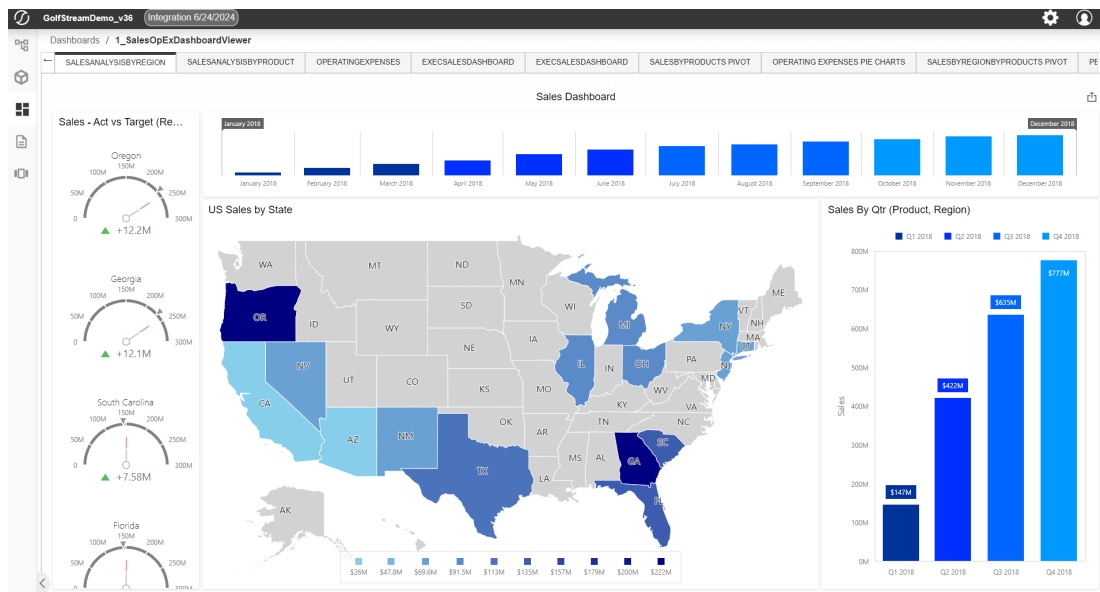 GolfStreamDemo_v36 Integration 6/24/2024
Dashboards / 1_SalesOpExDashboardViewer
SALESANALYSISBYREGION SALESANALYSISBYPRODUCT OPERATINGEXPENSES EXECSALESDASHBOARD EXECSALESDASHBOARD SALESBYPRODUCTS PIVOT OPERATING EXPENSES PIE CHARTS SALESBYREGIONBYPRODUCTS PIVOT PE
Sales Dashboard
Sales - Act vs Target (Re...
Oregon
150M
100M 200M
50M 250M
0 300M
+12.2M
Georgia
150M
100M 200M
50M 250M
0 300M
+12.1M
South Carolina
150M
100M 200M
50M 250M
0 300M
+7.58M
Florida
150M
100M 200M
50M 250M
0 300M
January 2018 December 2018
January 2018 February 2018 March 2018 April 2018 May 2018 June 2018 July 2018 August 2018 September 2018 October 2018 November 2018 December 2018
US Sales by State
WA MT ND MN ME
OR ID SD WI MI VT NH
WY NY MA
IA CT
NV NE IL IN OH PA NJ
UT CO MD
CA KS MO WV
KY VA
AZ NM OK TN NC
AR SC
TX MS AL GA
LA
AK FL
$26M $47.8M $69.6M $91.5M $113M $135M $157M $179M $200M $222M
Sales By Qtr (Product, Region)
Q1 2018 Q2 2018 Q3 2018 Q4 2018
800M
700M
600M
500M
400M
300M
200M
100M
0M
Sales
$147M
$422M
$635M
$777M
Q1 2018 Q2 2018 Q3 2018 Q4 2018